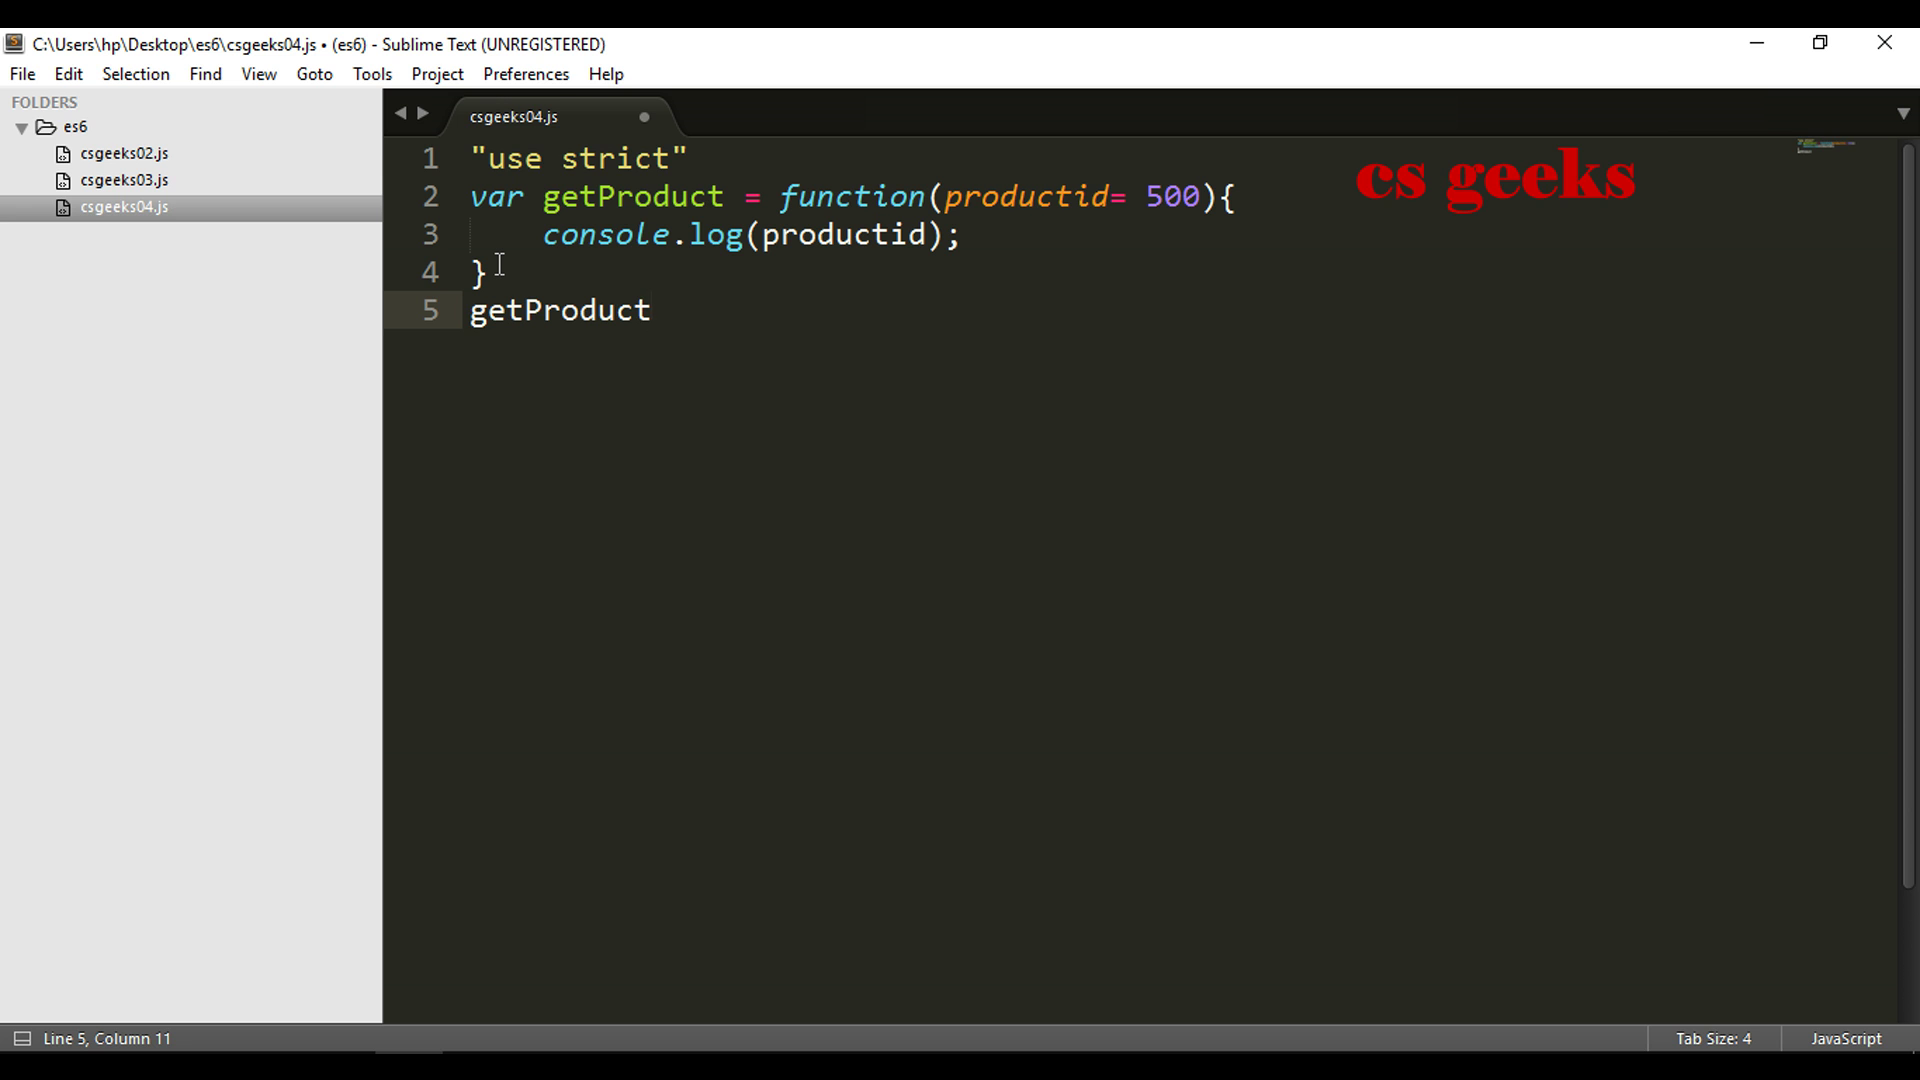 C:\Users\hp\Desktop\es6\csgeeks04.js • (es6) - Sublime Text (UNREGISTERED)
File Edit Selection Find View Goto Tools Project Preferences Help
FOLDERS
es6
csgeeks02.js
csgeeks03.js
csgeeks04.js
csgeeks04.js
1 "use strict"
2 var getProduct = function(productid= 500){
3     console.log(productid);
4 }
5 getProduct
cs geeks
Line 5, Column 11
Tab Size: 4
JavaScript